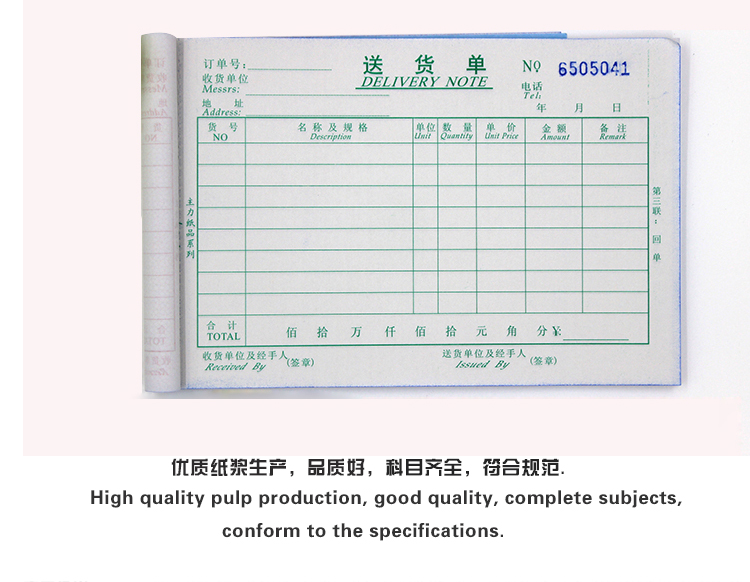 订单号:
送货单
DELIVERY NOTE
No
6505041
收货单位
Messrs:
电话
Tel:
地址
Address:
年 月 日
货号 名称及规格 单位 数量 单价 金额 备注
NO Description Unit Quantity Unit Price Amount Remark
主力纸品系列
第三联:回单
合计
TOTAL
佰 拾 万 仟 佰 拾 元 角 分 ¥:
收货单位及经手人(签章)
Received By
送货单位及经手人(签章)
Issued By
优质纸浆生产，品质好，科目齐全，符合规范.
High quality pulp production, good quality, complete subjects,
conform to the specifications.